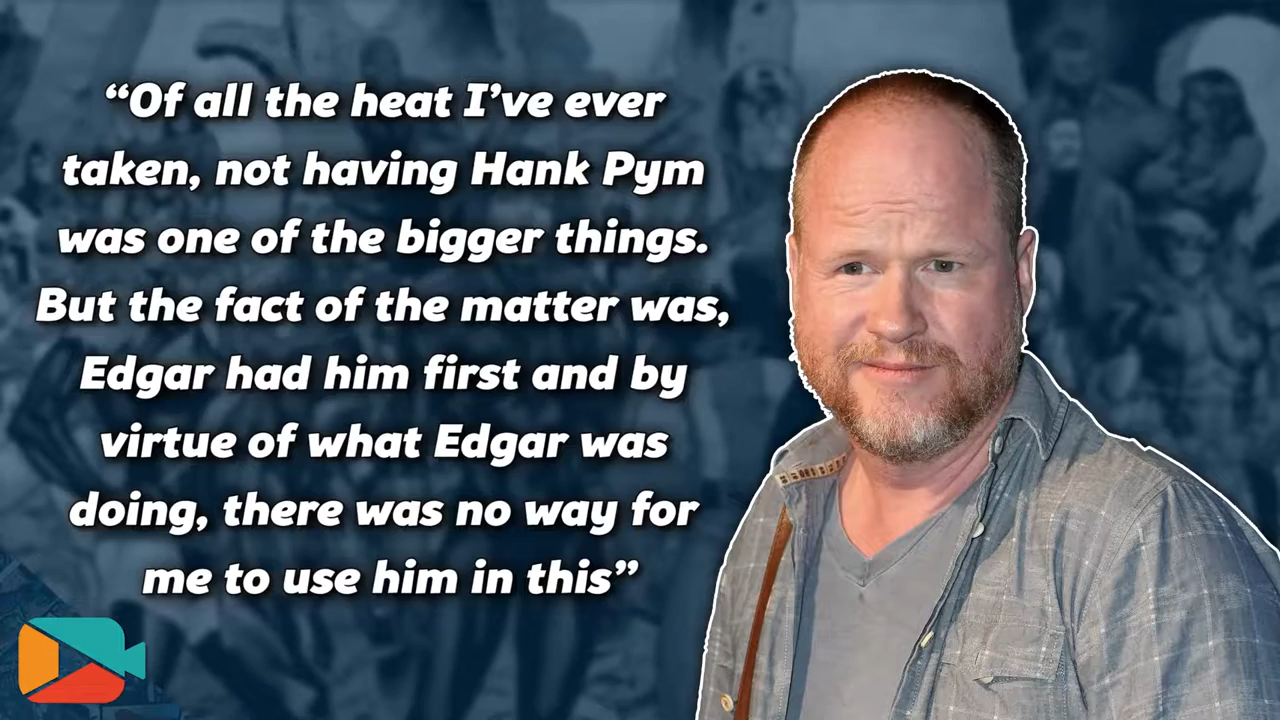 “Of all the heat I’ve ever
taken, not having Hank Pym
was one of the bigger things.
But the fact of the matter was,
Edgar had him first and by
virtue of what Edgar was
doing, there was no way for
me to use him in this”